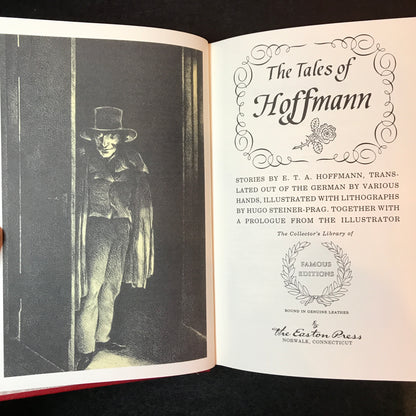 The Tales of
Hoffmann
STORIES BY E. T. A. HOFFMANN, TRANS-
LATED OUT OF THE GERMAN BY VARIOUS
HANDS, ILLUSTRATED WITH LITHOGRAPHS
BY HUGO STEINER-PRAG. TOGETHER WITH
A PROLOGUE FROM THE ILLUSTRATOR
The Collector's Library of
FAMOUS
EDITIONS
BOUND IN GENUINE LEATHER
by
The Easton Press
NORWALK, CONNECTICUT